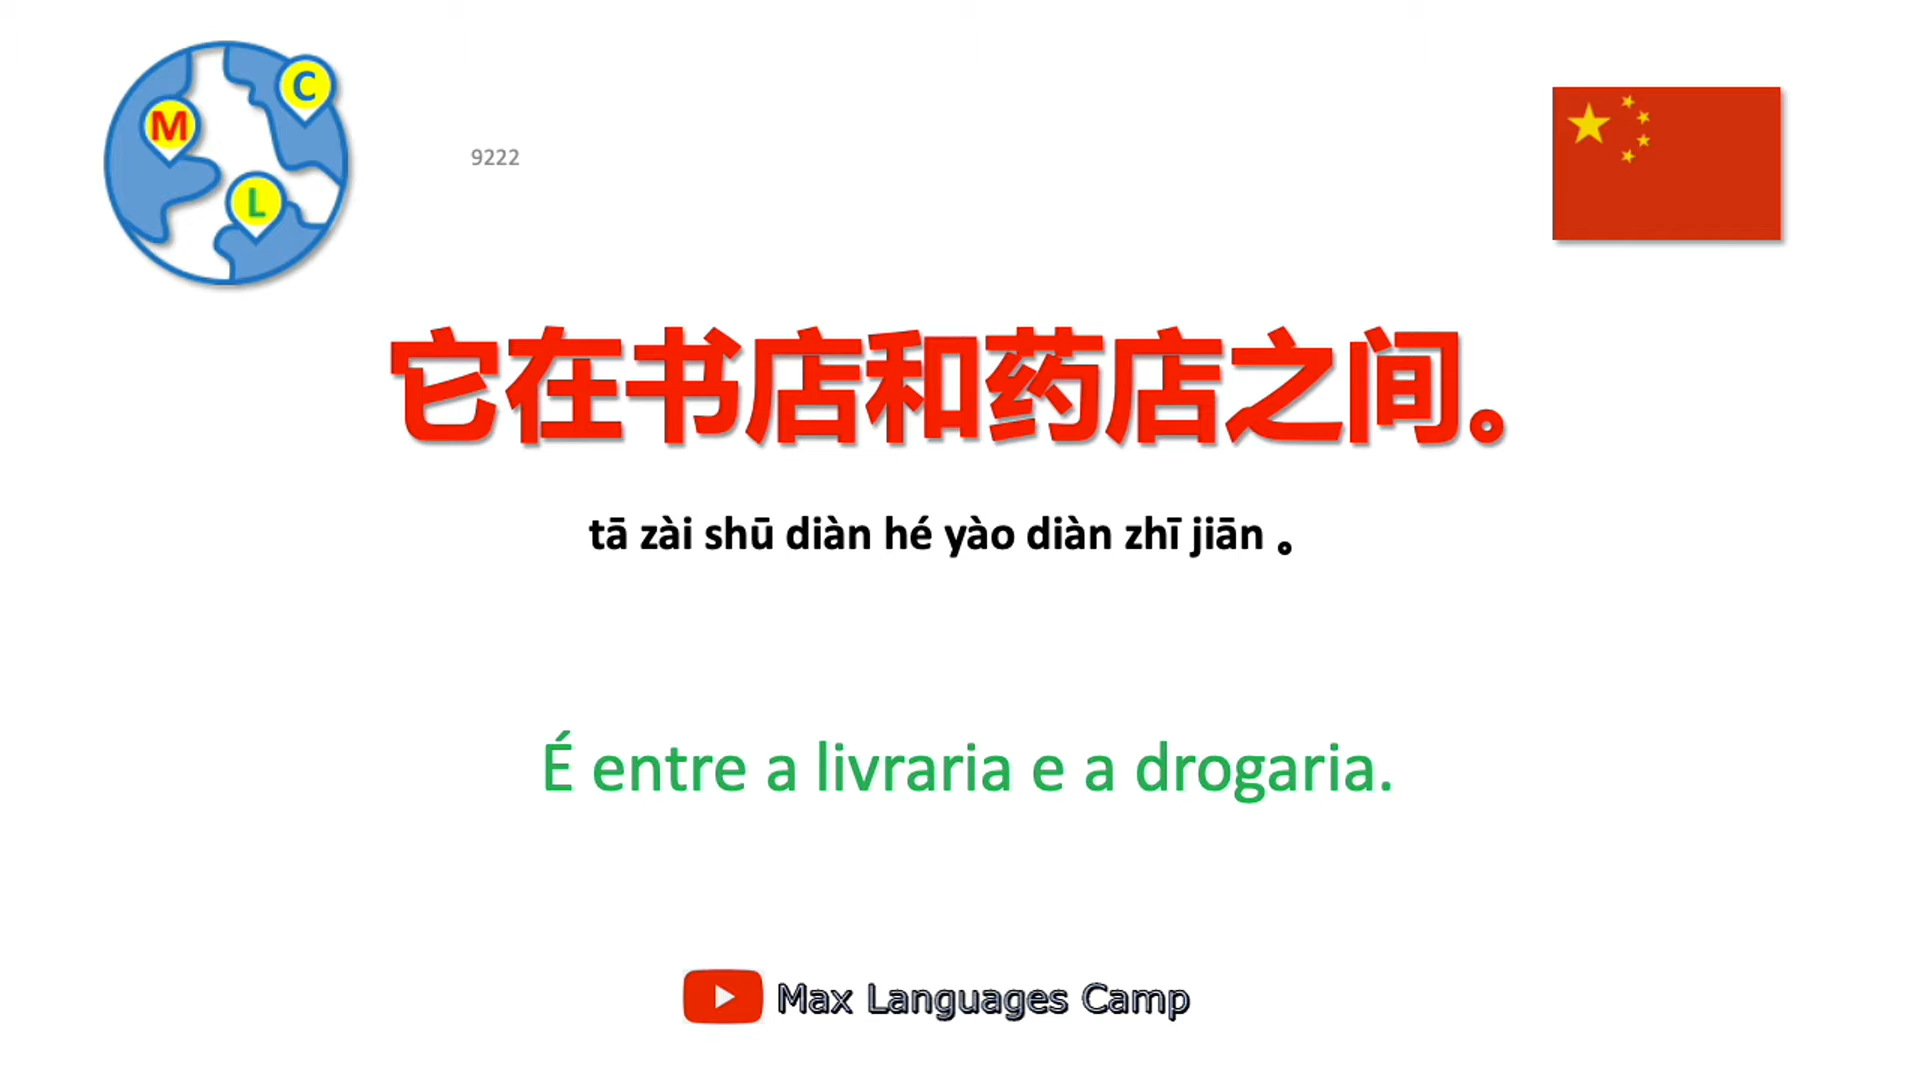 C
M
L
9222
它在书店和药店之间。
tā zài shū diàn hé yào diàn zhī jiān 。
É entre a livraria e a drogaria.
Max Languages Camp